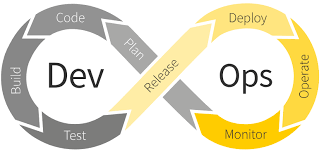 Code
Plan
Build
Dev
Test
Release
Deploy
Ops
Operate
Monitor